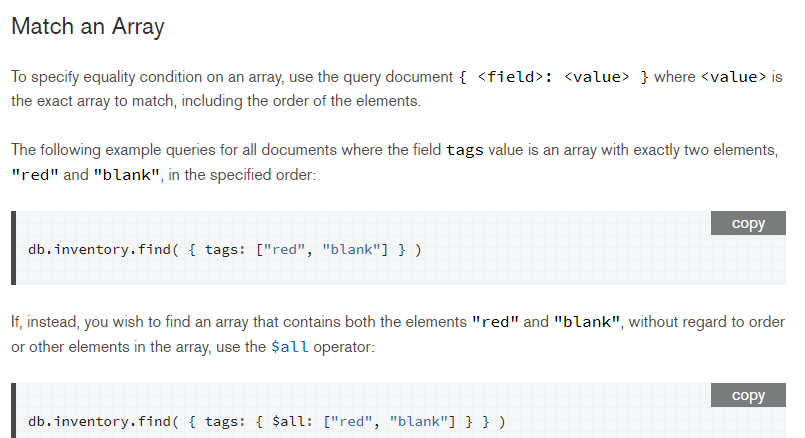 Match an Array
To specify equality condition on an array, use the query document { <field>: <value> } where <value> is
the exact array to match, including the order of the elements.
The following example queries for all documents where the field tags value is an array with exactly two elements,
"red" and "blank", in the specified order:
copy
db.inventory.find( { tags: ["red", "blank"] } )
If, instead, you wish to find an array that contains both the elements "red" and "blank", without regard to order
or other elements in the array, use the $all operator:
copy
db.inventory.find( { tags: { $all: ["red", "blank"] } } )